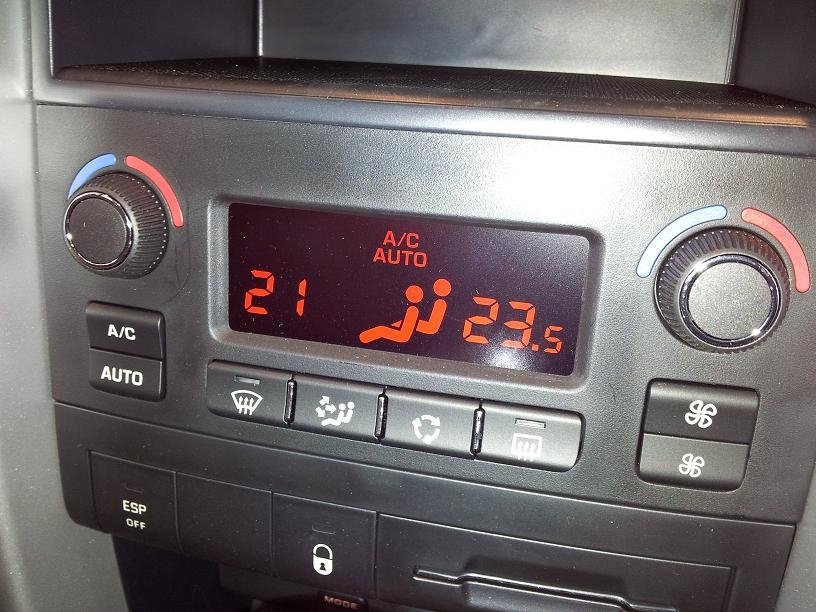 A/C
AUTO
21
23.5
A/C
AUTO
ESP
OFF
MODE